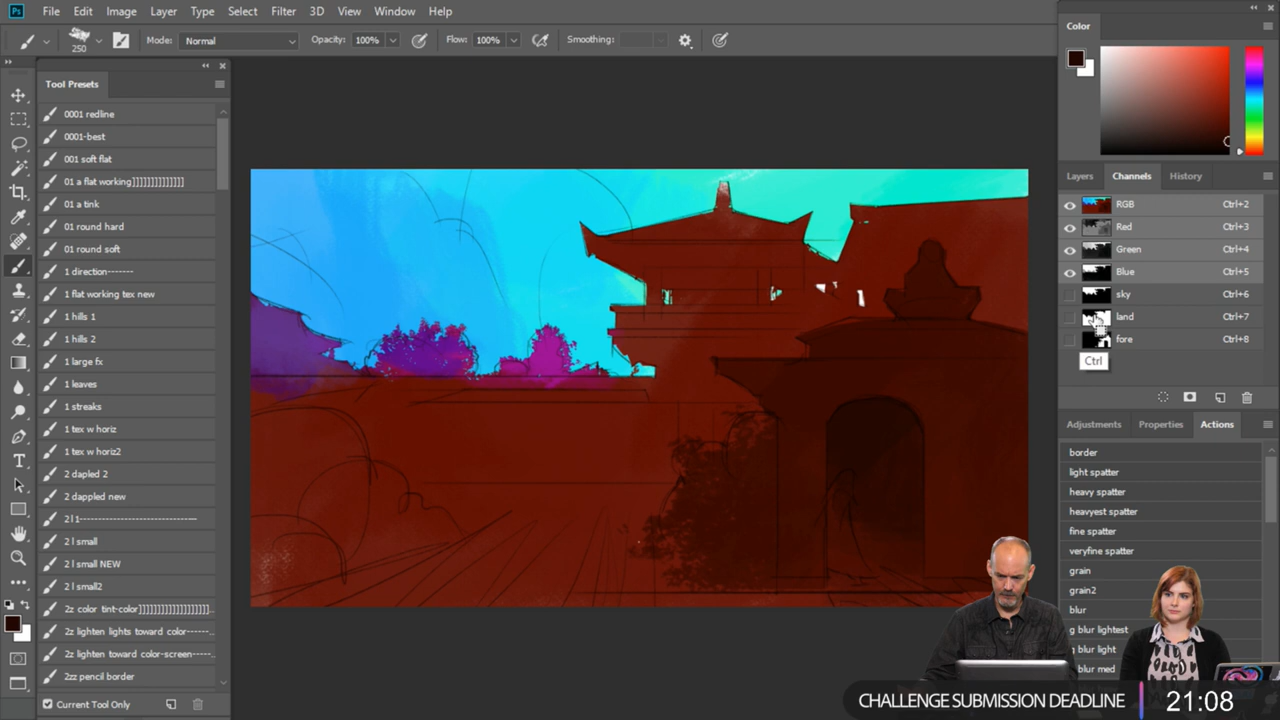 Ps File Edit Image Layer Type Select Filter 3D View Window Help
250 Mode: Normal Opacity: 100% Flow: 100% Smoothing:
Tool Presets
0001 redline
0001-best
001 soft flat
01 a flat working]]]]]]]]]]]]]]]
01 a tink
01 round hard
01 round soft
1 direction-------
1 flat working tex new
1 hills 1
1 hills 2
1 large fx
1 leaves
1 streaks
1 tex w horiz
1 tex w horiz2
2 dapled 2
2 dappled new
2 l small
2 l small NEW
2 l small2
2z color tint-color]]]]]]]]]]]]]]]]]]]]..
2z lighten lights toward color------..
2z lighten toward color-screen-----..
2zz pencil border
Current Tool Only
Color
Layers Channels History
RGB Ctrl+2
Red Ctrl+3
Green Ctrl+4
Blue Ctrl+5
sky Ctrl+6
land Ctrl+7
fore Ctrl+8
Ctrl
Adjustments Properties Actions
border
light spatter
heavy spatter
heavyest spatter
fine spatter
veryfine spatter
grain
grain2
blur
g blur lightest
g blur light
blur med
CHALLENGE SUBMISSION DEADLINE 21:08